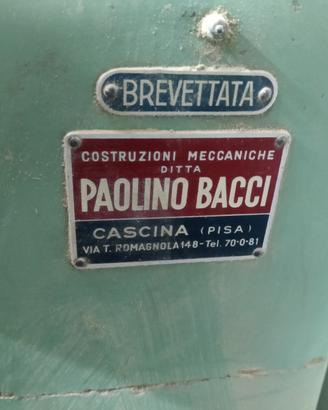 BREVETTATA
COSTRUZIONI MECCANICHE
DITTA
PAOLINO BACCI
CASCINA (PISA)
VIA T. ROMAGNOLA 148 - Tel. 70-0-81